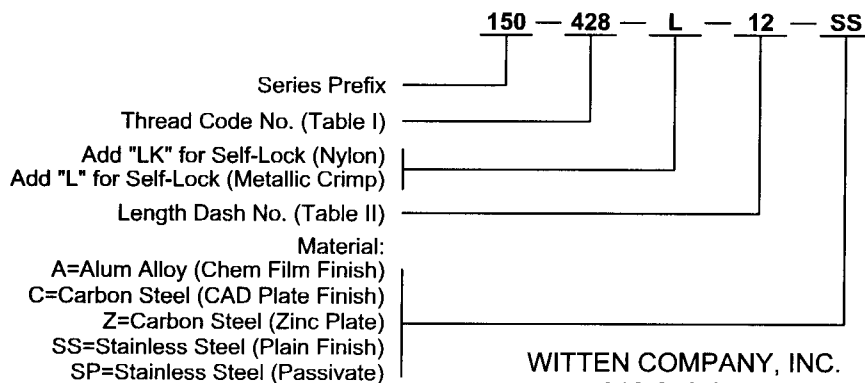 150 — 428 — L — 12 — SS
Series Prefix
Thread Code No. (Table I)
Add "LK" for Self-Lock (Nylon)
Add "L" for Self-Lock (Metallic Crimp)
Length Dash No. (Table II)
Material:
A=Alum Alloy (Chem Film Finish)
C=Carbon Steel (CAD Plate Finish)
Z=Carbon Steel (Zinc Plate)
SS=Stainless Steel (Plain Finish)
SP=Stainless Steel (Passivate)
WITTEN COMPANY, INC.